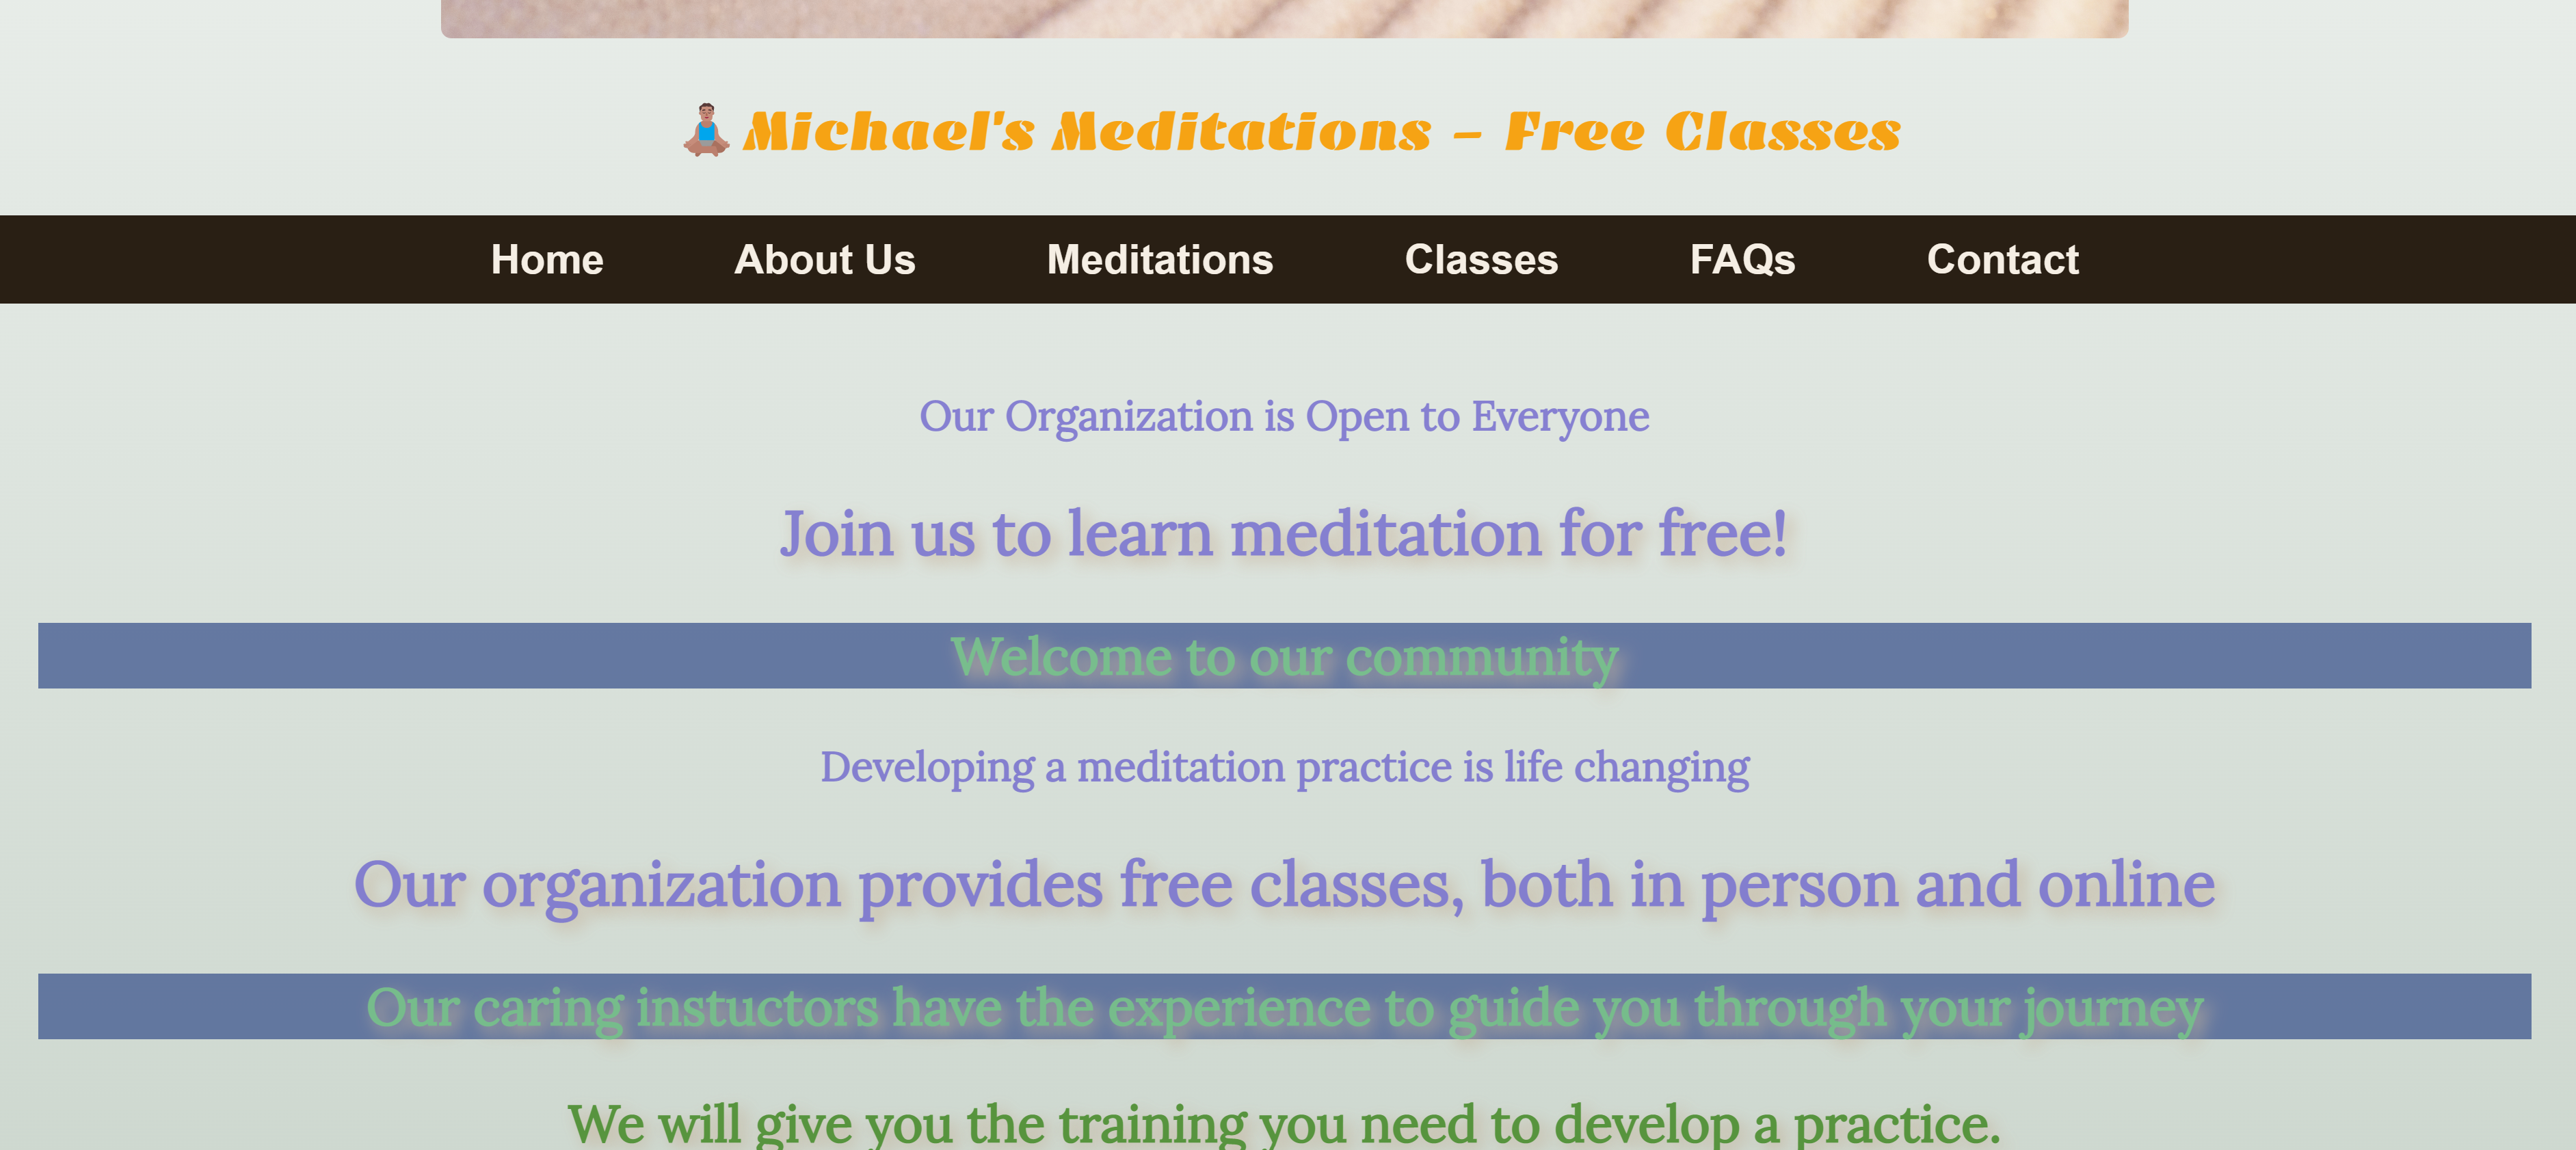 Michael's Meditations – Free Classes
Home About Us Meditations Classes FAQs Contact
Our Organization is Open to Everyone
Join us to learn meditation for free!
Welcome to our community
Developing a meditation practice is life changing
Our organization provides free classes, both in person and online
Our caring instuctors have the experience to guide you through your journey
We will give you the training you need to develop a practice.